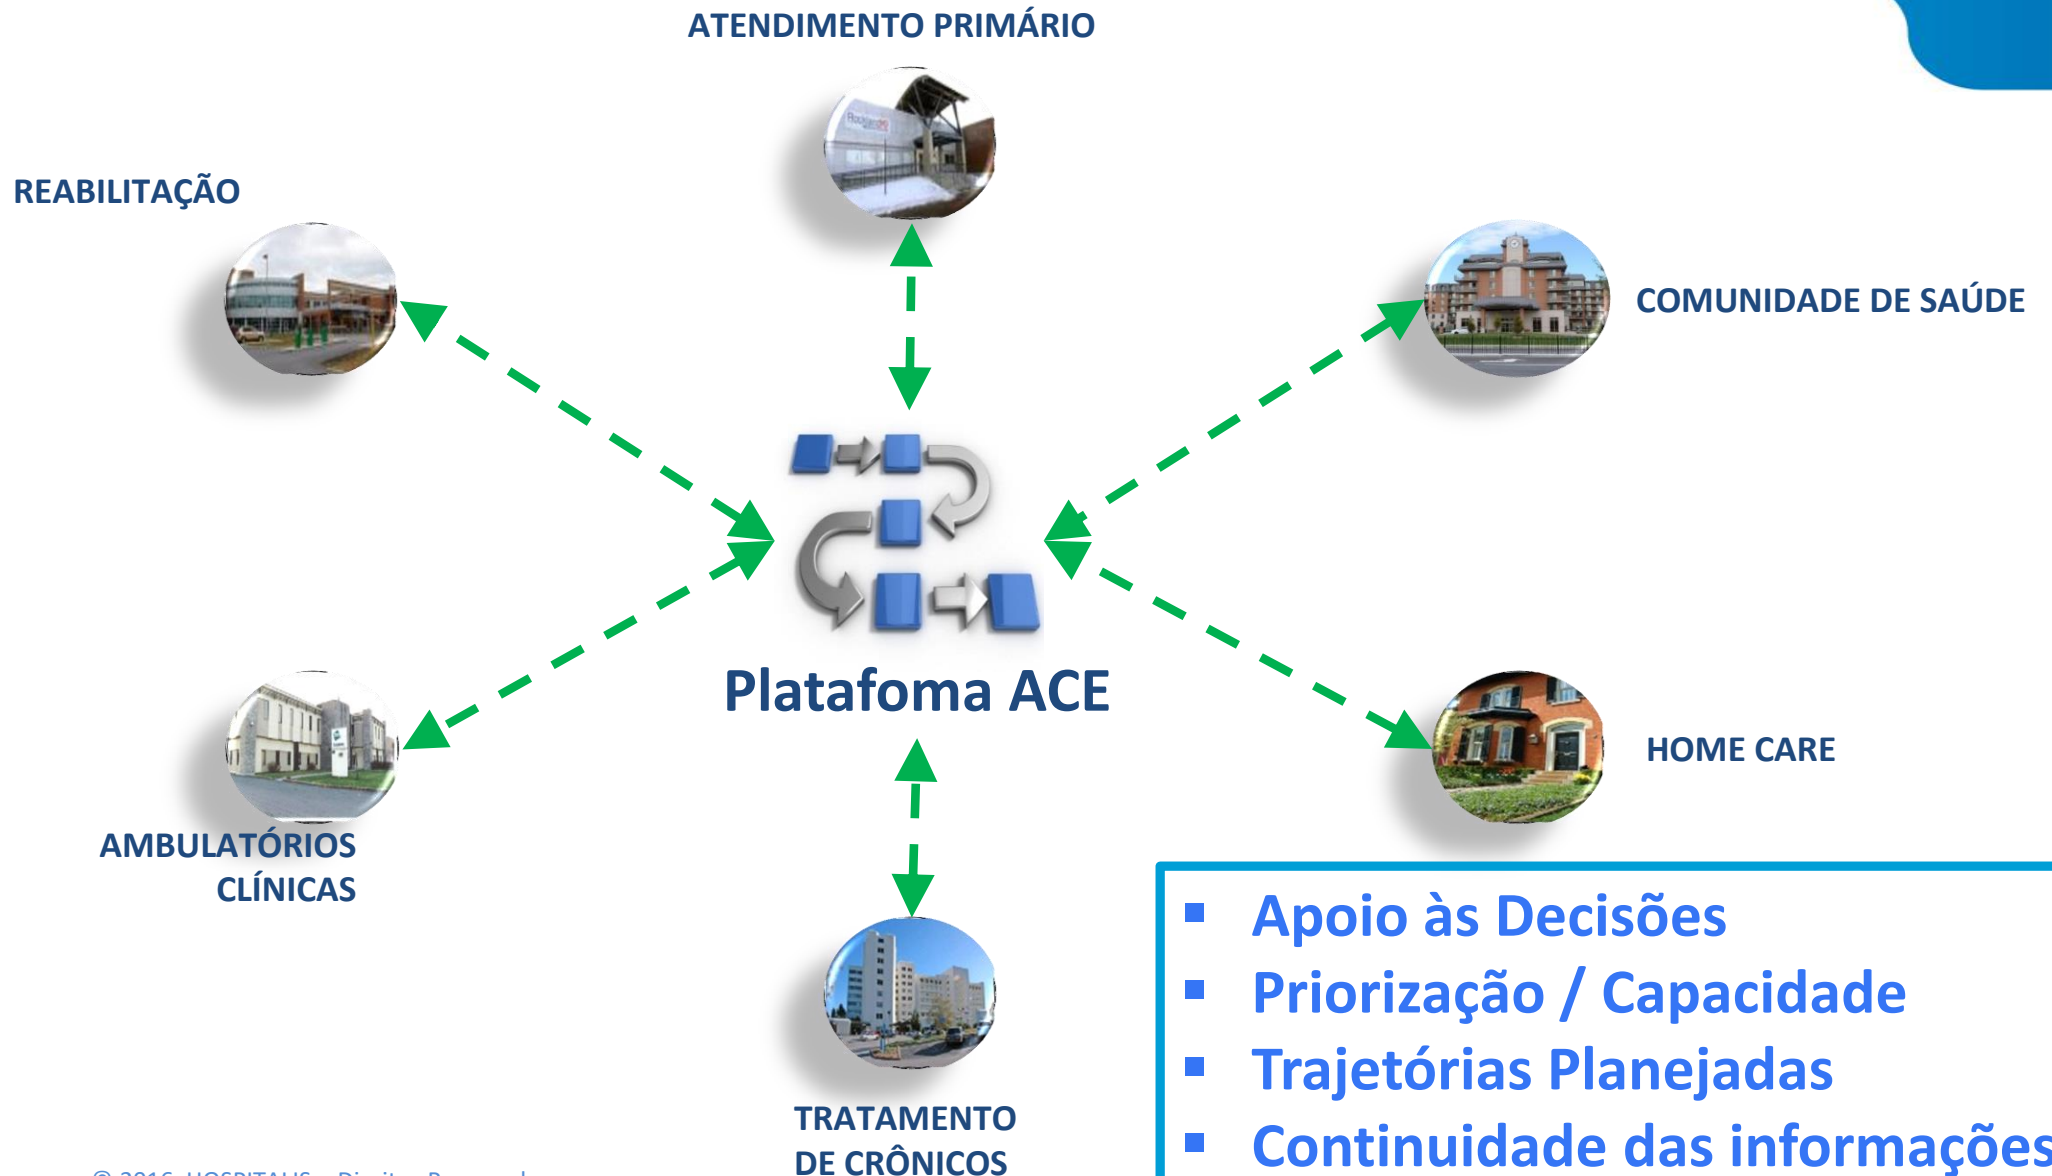 ATENDIMENTO PRIMÁRIO
REABILITAÇÃO
COMUNIDADE DE SAÚDE
Platafoma ACE
HOME CARE
AMBULATÓRIOS
CLÍNICAS
▪ Apoio às Decisões
▪ Priorização / Capacidade
▪ Trajetórias Planejadas
▪ Continuidade das informações
TRATAMENTO
DE CRÔNICOS